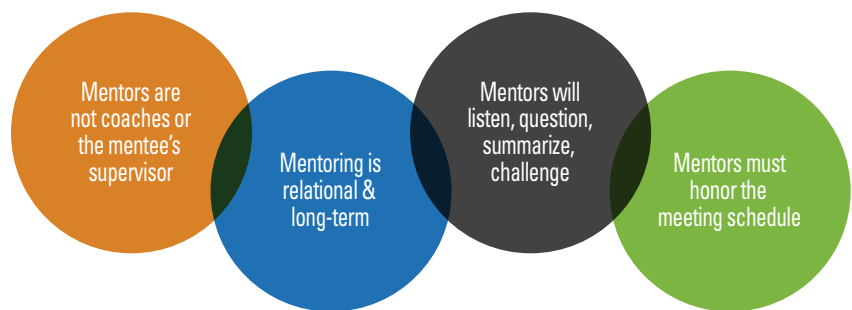 Mentors are
not coaches or
the mentee's
supervisor
Mentoring is
relational &
long-term
Mentors will
listen, question,
summarize,
challenge
Mentors must
honor the
meeting schedule